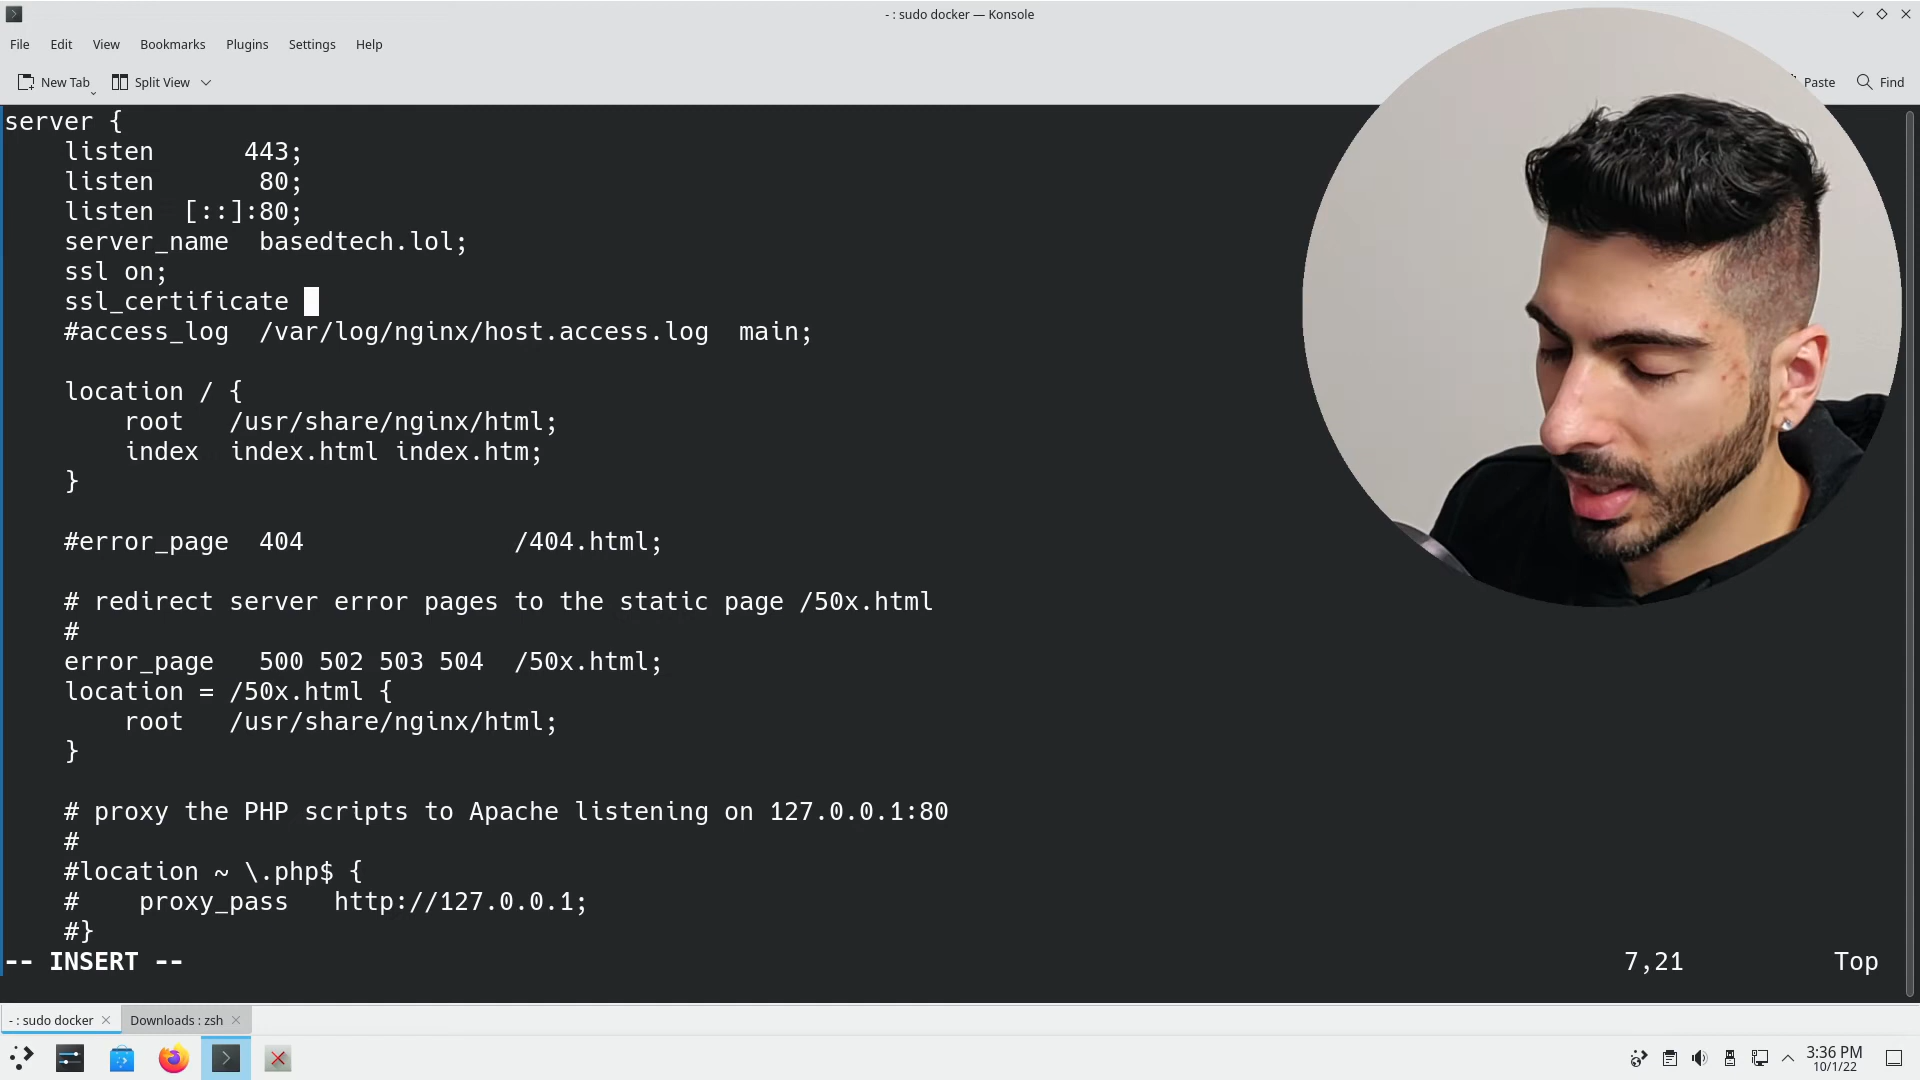 - : sudo docker — Konsole
File Edit View Bookmarks Plugins Settings Help
New Tab Split View Paste Find
server {
    listen      443;
    listen       80;
    listen  [::]:80;
    server_name  basedtech.lol;
    ssl on;
    ssl_certificate
    #access_log  /var/log/nginx/host.access.log  main;
    location / {
        root   /usr/share/nginx/html;
        index  index.html index.htm;
    }
    #error_page  404              /404.html;
    # redirect server error pages to the static page /50x.html
    #
    error_page   500 502 503 504  /50x.html;
    location = /50x.html {
        root   /usr/share/nginx/html;
    }
    # proxy the PHP scripts to Apache listening on 127.0.0.1:80
    #
    #location ~ \.php$ {
    #    proxy_pass   http://127.0.0.1;
    #}
-- INSERT -- 7,21 Top
- : sudo docker Downloads : zsh
3:36 PM
10/1/22